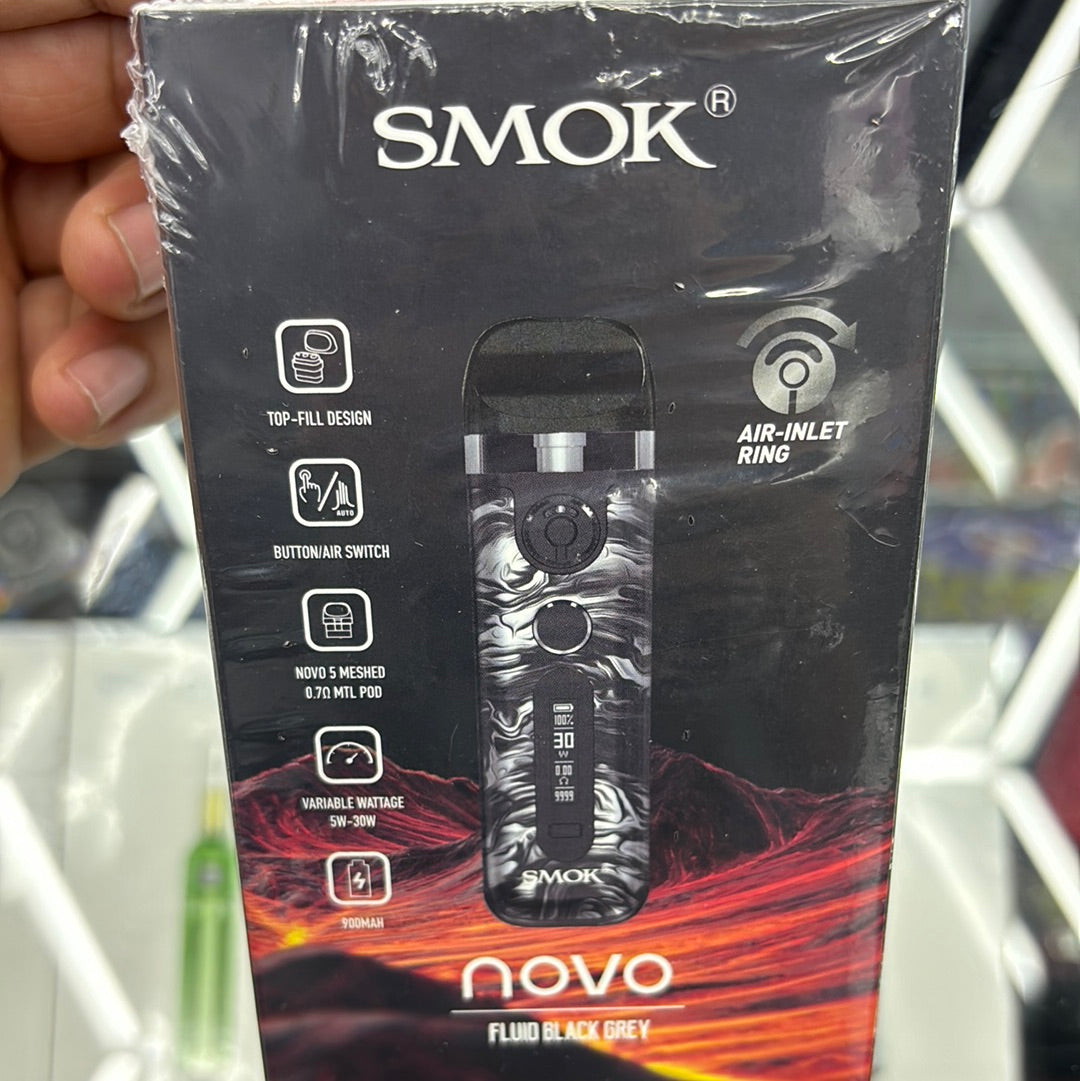 SMOK®
TOP-FILL DESIGN
AIR-INLET
RING
AUTO
BUTTON/AIR SWITCH
NOVO 5 MESHED
0.7Ω MTL POD
100%
30
W
0.00
Ω
9999
VARIABLE WATTAGE
5W-30W
SMOK
900MAH
novo
FLUID BLACK GREY